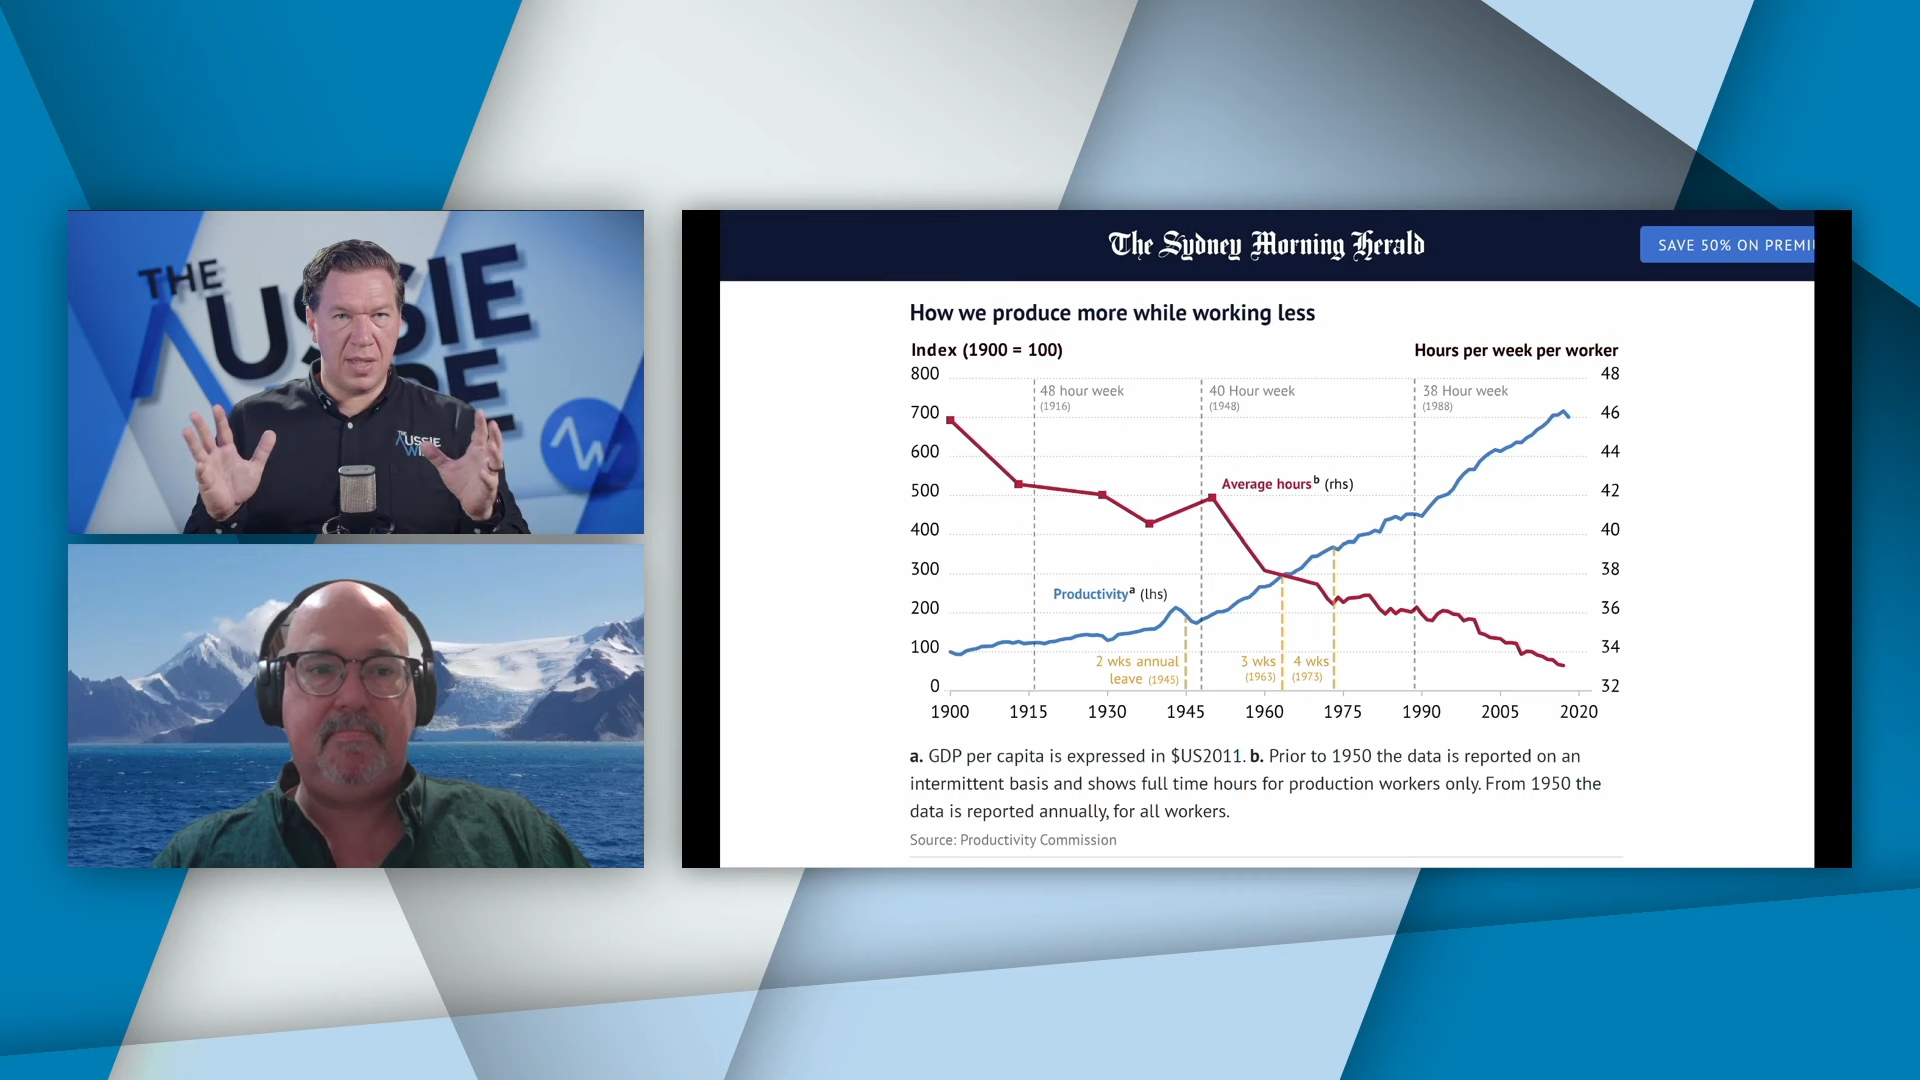 THE
AUSSIE
THE
AUSSIE
AW
The Sydney Morning Herald
SAVE 50% ON PREMI
How we produce more while working less
Index (1900 = 100)
Hours per week per worker
800
700
600
500
400
300
200
100
0
48
46
44
42
40
38
36
34
32
48 hour week
(1916)
40 Hour week
(1948)
38 Hour week
(1988)
Average hours b (rhs)
Productivity a (lhs)
2 wks annual
leave (1945)
3 wks
(1963)
4 wks
(1973)
1900 1915 1930 1945 1960 1975 1990 2005 2020
a. GDP per capita is expressed in $US2011. b. Prior to 1950 the data is reported on an
intermittent basis and shows full time hours for production workers only. From 1950 the
data is reported annually, for all workers.
Source: Productivity Commission